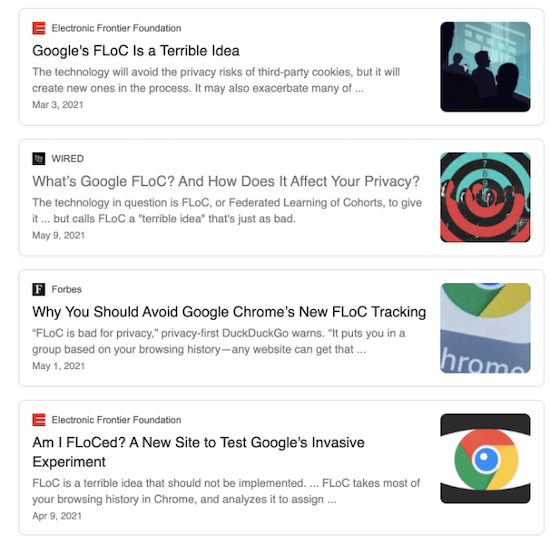 Electronic Frontier Foundation
Google's FLoC Is a Terrible Idea
The technology will avoid the privacy risks of third-party cookies, but it will
create new ones in the process. It may also exacerbate many of ...
Mar 3, 2021
WIRED
What's Google FLoC? And How Does It Affect Your Privacy?
The technology in question is FLoC, or Federated Learning of Cohorts, to give
it ... but calls FLoC a "terrible idea" that's just as bad.
May 9, 2021
7
8
9
Forbes
Why You Should Avoid Google Chrome's New FLoC Tracking
“FLoC is bad for privacy,” privacy-first DuckDuckGo warns. “It puts you in a
group based on your browsing history—any website can get that ...
May 1, 2021
hrome
Electronic Frontier Foundation
Am I FLoCed? A New Site to Test Google's Invasive
Experiment
FLoC is a terrible idea that should not be implemented. ... FLoC takes most of
your browsing history in Chrome, and analyzes it to assign ...
Apr 9, 2021